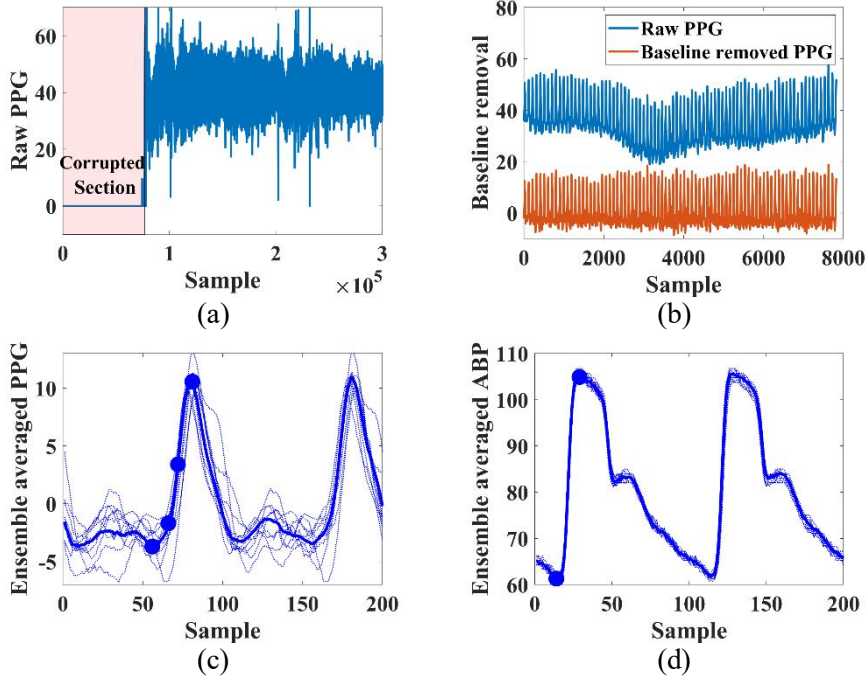 60
40
20
0
Raw PPG
Corrupted
Section
0 1 2 3
Sample
×10⁵
(a)
80
60
40
20
0
Baseline removal
Raw PPG
Baseline removed PPG
0 2000 4000 6000 8000
Sample
(b)
10
5
0
-5
Ensemble averaged PPG
0 50 100 150 200
Sample
(c)
110
100
90
80
70
60
Ensemble averaged ABP
0 50 100 150 200
Sample
(d)